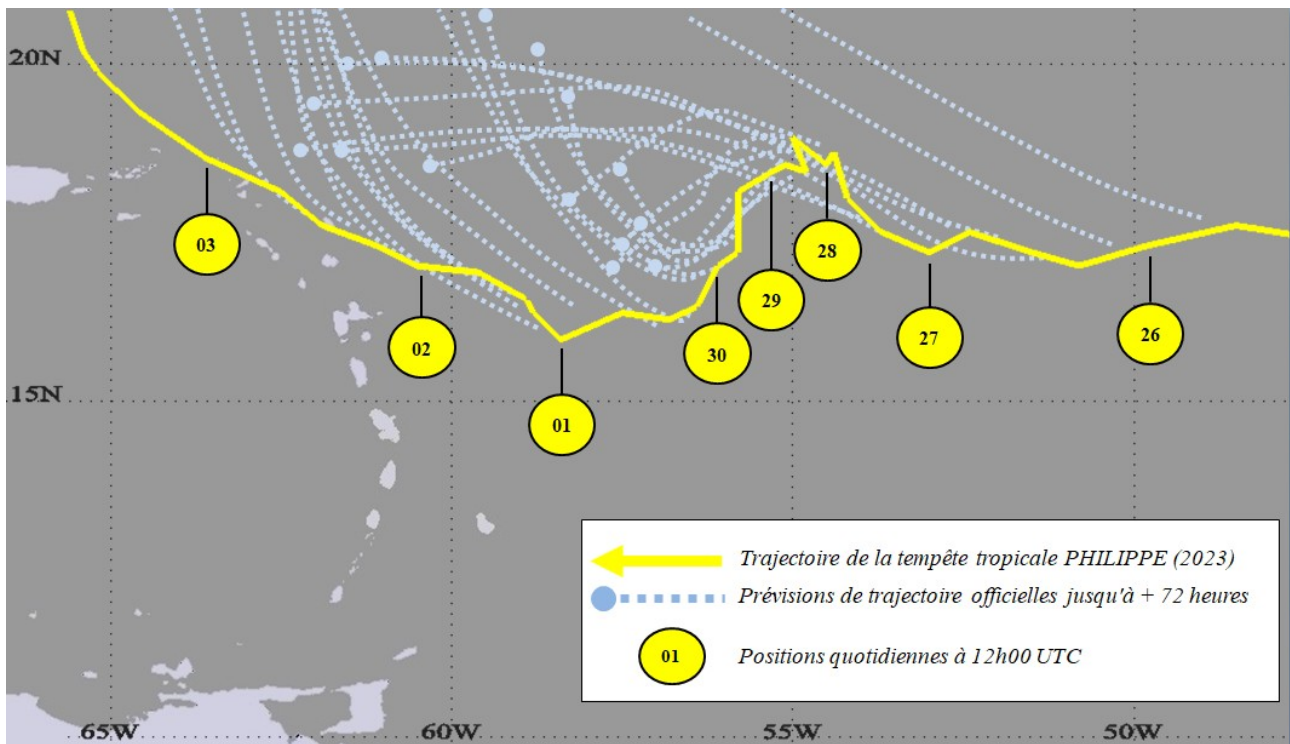 20N
03
02
01
30
29
28
27
26
15N
Trajectoire de la tempête tropicale PHILIPPE (2023)
Prévisions de trajectoire officielles jusqu'à + 72 heures
01
Positions quotidiennes à 12h00 UTC
65W
60W
55W
50W